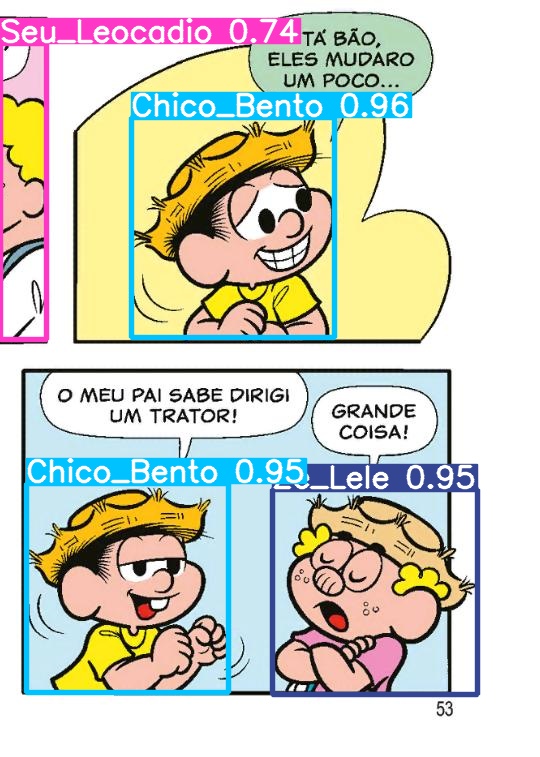 Seu_Leocadio 0.74
TÁ BÃO,
ELES MUDARO
UM POCO...
Chico_Bento 0.96
O MEU PAI SABE DIRIGI
UM TRATOR!
GRANDE
COISA!
Chico_Bento 0.95
Lele 0.95
53